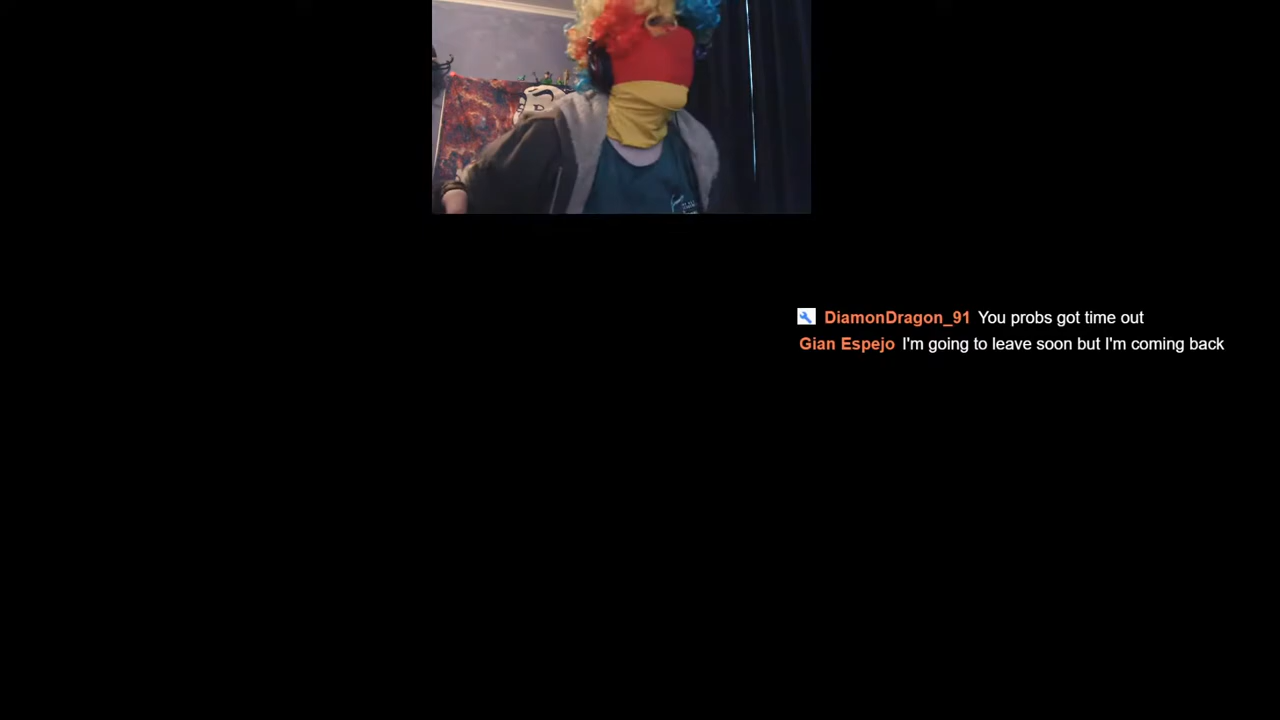 DiamonDragon_91 You probs got time out
Gian Espejo I'm going to leave soon but I'm coming back